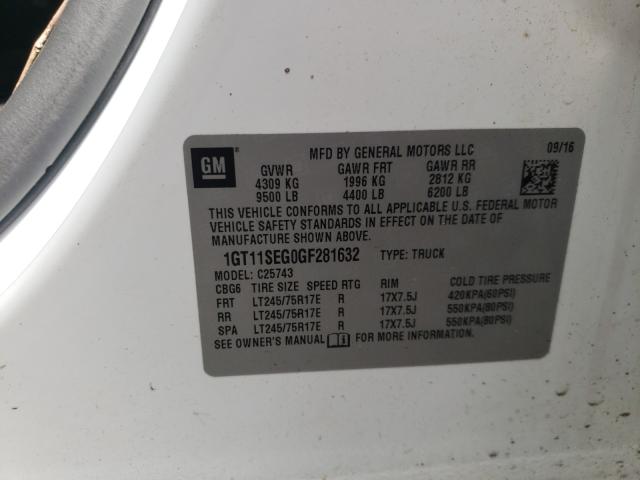 GM
MFD BY GENERAL MOTORS LLC 09/16
GVWR GAWR FRT GAWR RR
4309 KG 1996 KG 2812 KG
9500 LB 4400 LB 6200 LB
THIS VEHICLE CONFORMS TO ALL APPLICABLE U.S. FEDERAL MOTOR
VEHICLE SAFETY STANDARDS IN EFFECT ON THE DATE OF
MANUFACTURE SHOWN ABOVE.
1GT11SEG0GF281632 TYPE: TRUCK
MODEL: C25743
CBG6 TIRE SIZE SPEED RTG RIM COLD TIRE PRESSURE
FRT LT245/75R17E R 17X7.5J 420KPA(60PSI)
RR LT245/75R17E R 17X7.5J 550KPA(80PSI)
SPA LT245/75R17E R 17X7.5J 550KPA(80PSI)
SEE OWNER'S MANUAL FOR MORE INFORMATION.